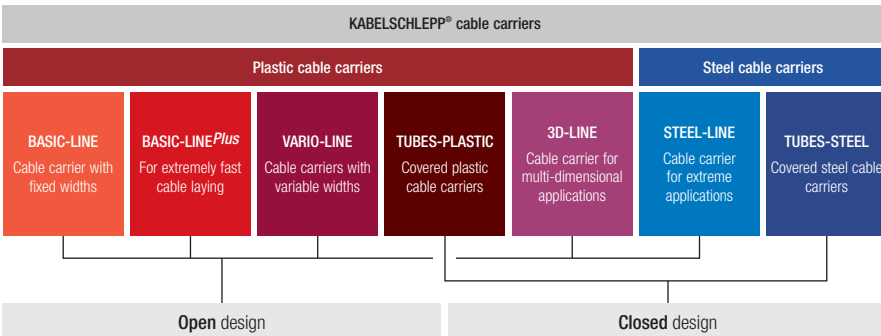 KABELSCHLEPP® cable carriers
Plastic cable carriers
Steel cable carriers
BASIC-LINE
Cable carrier with
fixed widths
BASIC-LINEPlus
For extremely fast
cable laying
VARIO-LINE
Cable carriers with
variable widths
TUBES-PLASTIC
Covered plastic
cable carriers
3D-LINE
Cable carrier for
multi-dimensional
applications
STEEL-LINE
Cable carrier
for extreme
applications
TUBES-STEEL
Covered steel cable
carriers
Open design
Closed design